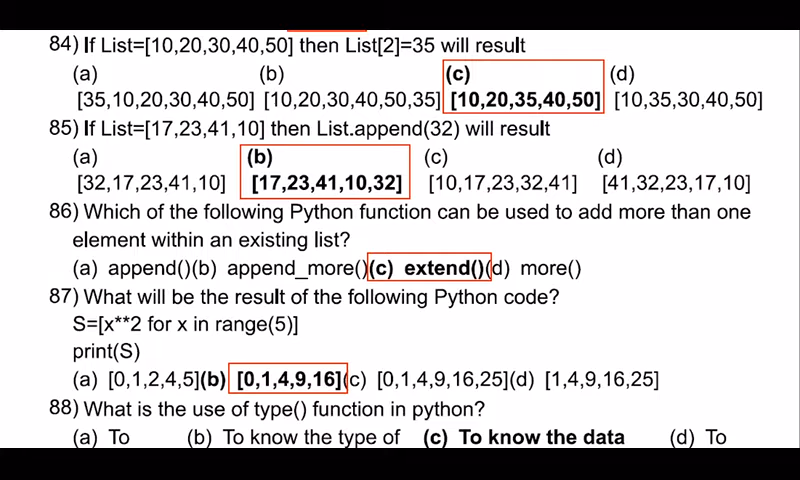 84) If List=[10,20,30,40,50] then List[2]=35 will result
(a) (b) (c) (d)
[35,10,20,30,40,50] [10,20,30,40,50,35] [10,20,35,40,50] [10,35,30,40,50]
85) If List=[17,23,41,10] then List.append(32) will result
(a) (b) (c) (d)
[32,17,23,41,10] [17,23,41,10,32] [10,17,23,32,41] [41,32,23,17,10]
86) Which of the following Python function can be used to add more than one
element within an existing list?
(a) append()(b) append_more()(c) extend()(d) more()
87) What will be the result of the following Python code?
S=[x**2 for x in range(5)]
print(S)
(a) [0,1,2,4,5](b) [0,1,4,9,16](c) [0,1,4,9,16,25](d) [1,4,9,16,25]
88) What is the use of type() function in python?
(a) To (b) To know the type of (c) To know the data (d) To